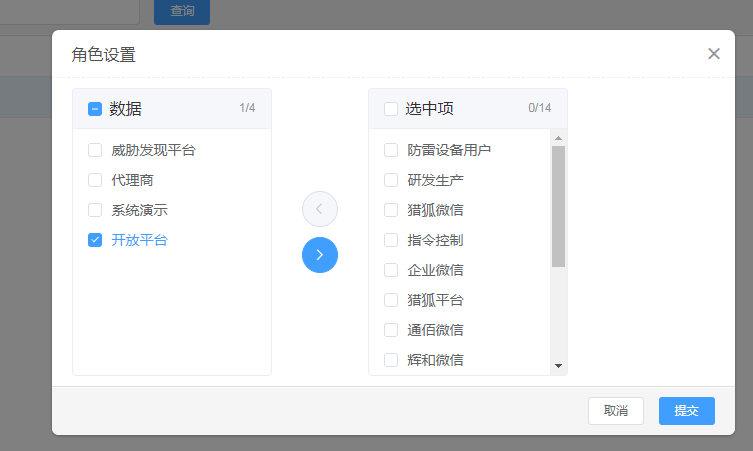 查询
角色设置
数据 1/4
威胁发现平台
代理商
系统演示
开放平台
选中项 0/14
防雷设备用户
研发生产
猎狐微信
指令控制
企业微信
猎狐平台
通佰微信
辉和微信
取消 提交